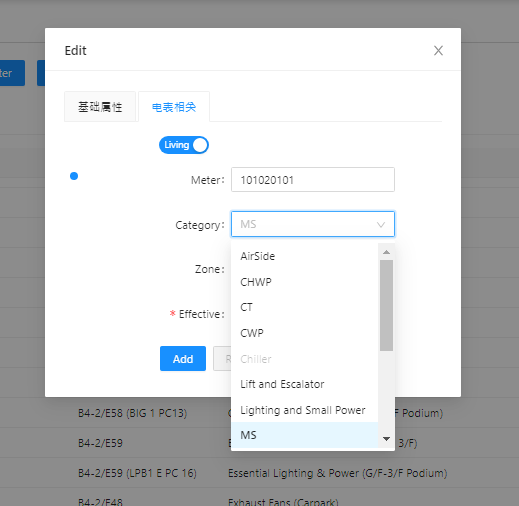 Edit
ter
基础属性
电表相关
Living
Meter:
101020101
Category:
MS
AirSide
Zone:
CHWP
CT
* Effective:
CWP
Add
R
Chiller
Lift and Escalator
Lighting and Small Power
B4-2/E58 (BIG 1 PC13)
F Podium)
MS
B4-2/E59
3/F)
B4-2/E59 (LPB1 E PC 16)
Essential Lighting & Power (G/F-3/F Podium)
B4-2/E48
Exhaust Fans (Carpark)